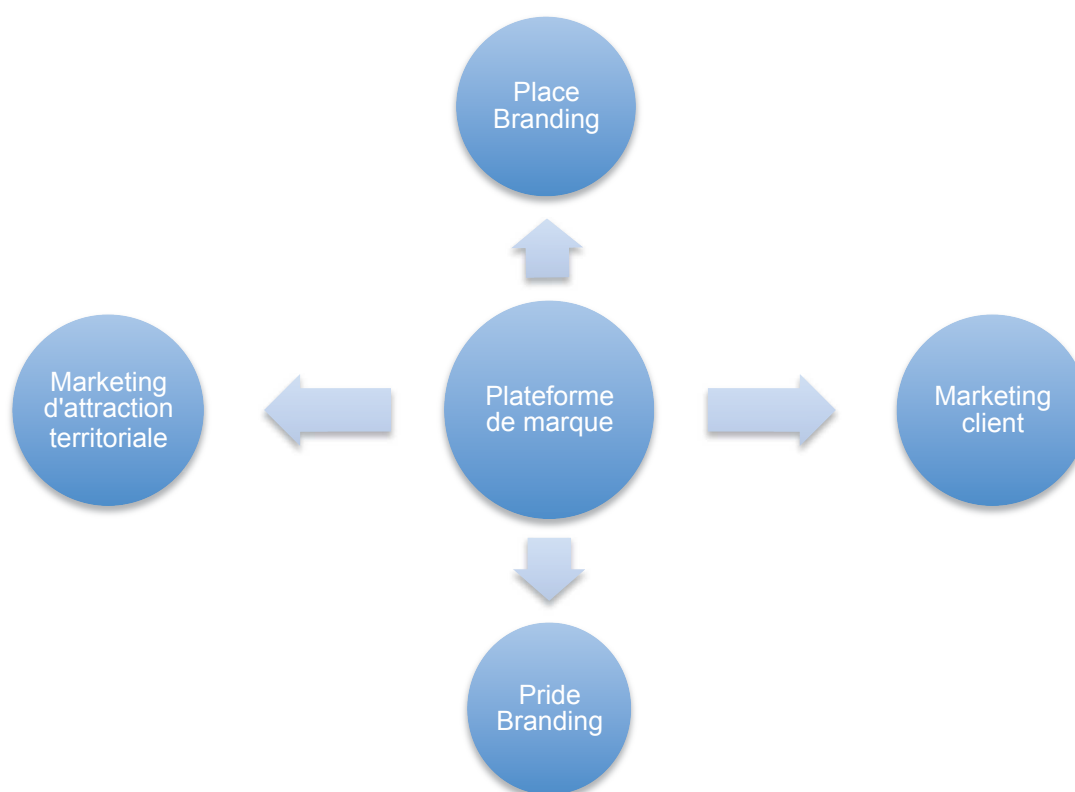 Place
Branding
Marketing
d'attraction
territoriale
Plateforme
de marque
Marketing
client
Pride
Branding